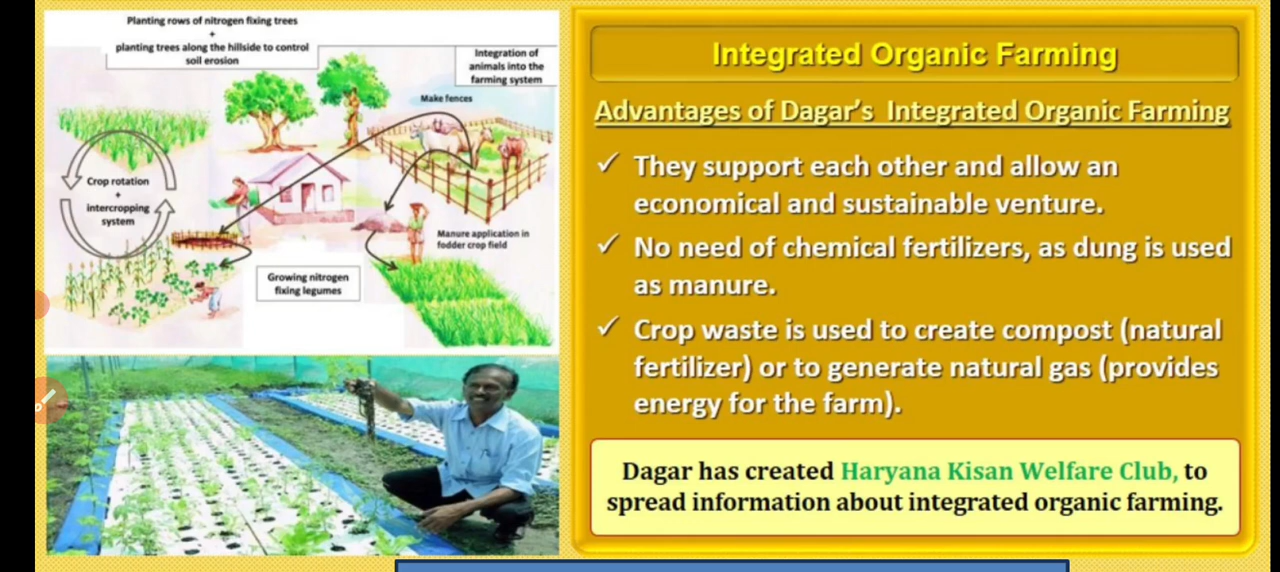 Planting rows of nitrogen fixing trees
+
planting trees along the hillside to control
soil erosion
Integration of
animals into the
farming system
Make fences
Crop rotation
+
intercropping
system
Manure application in
fodder crop field
Growing nitrogen
fixing legumes
Integrated Organic Farming
Advantages of Dagar's Integrated Organic Farming
✓ They support each other and allow an
economical and sustainable venture.
✓ No need of chemical fertilizers, as dung is used
as manure.
✓ Crop waste is used to create compost (natural
fertilizer) or to generate natural gas (provides
energy for the farm).
Dagar has created Haryana Kisan Welfare Club, to
spread information about integrated organic farming.